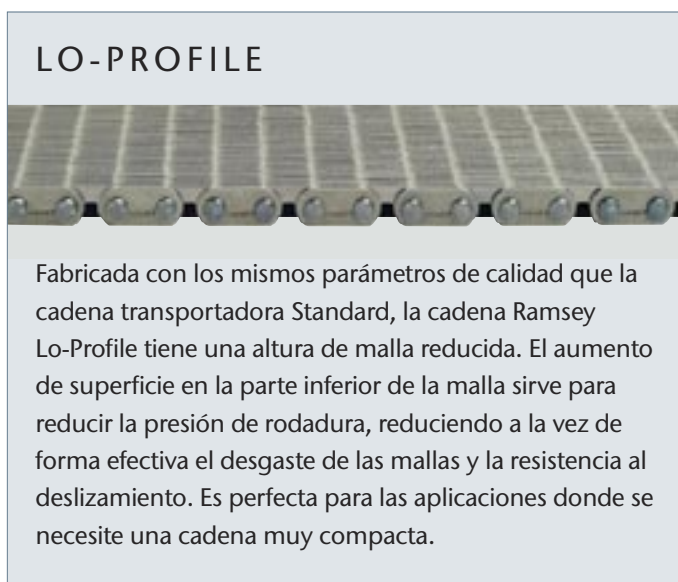 LO-PROFILE
Fabricada con los mismos parámetros de calidad que la
cadena transportadora Standard, la cadena Ramsey
Lo-Profile tiene una altura de malla reducida. El aumento
de superficie en la parte inferior de la malla sirve para
reducir la presión de rodadura, reduciendo a la vez de
forma efectiva el desgaste de las mallas y la resistencia al
deslizamiento. Es perfecta para las aplicaciones donde se
necesite una cadena muy compacta.